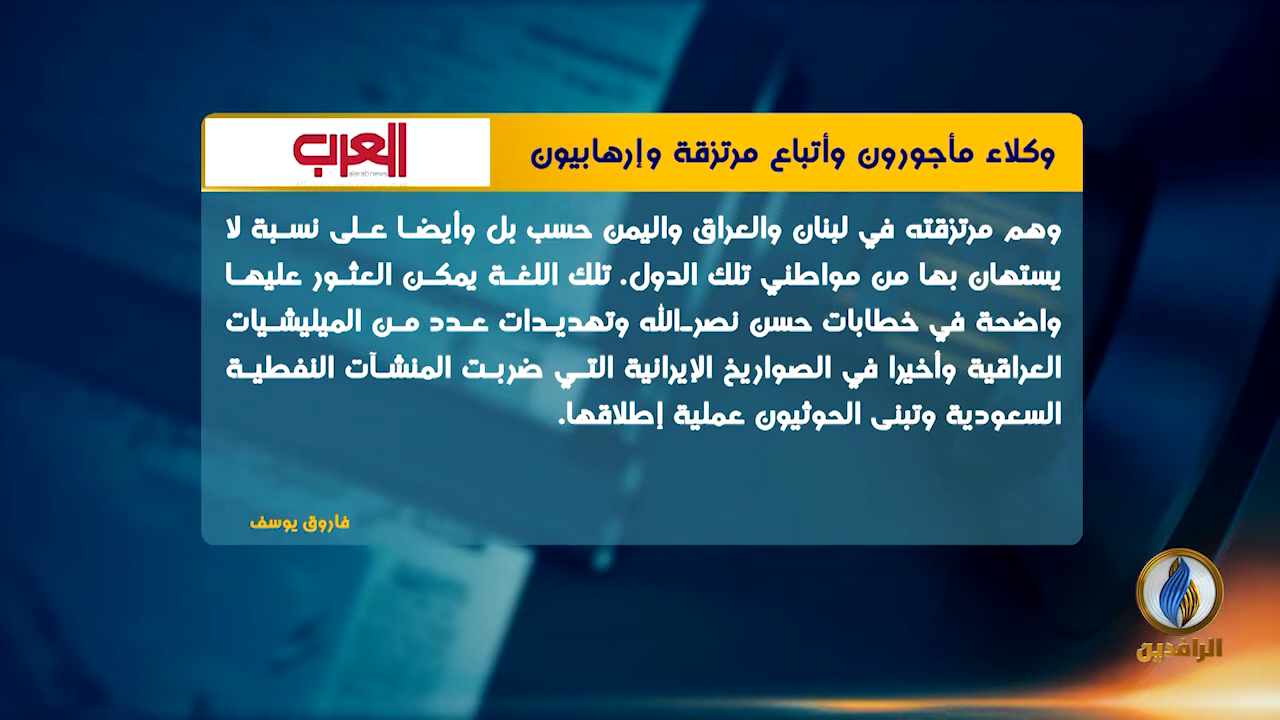 العرب
alarab news
وكلاء مأجورون وأتباع مرتزقة وإرهابيون
وهم مرتزقته في لبنان والعراق واليمن حسب بل وأيضا على نسبة لا
يستهان بها من مواطني تلك الدول. تلك اللغة يمكن العثور عليها
واضحة في خطابات حسن نصرالله وتهديدات عدد من الميليشيات
العراقية وأخيرا في الصواريخ الإيرانية التي ضربت المنشآت النفطية
السعودية وتبنى الحوثيون عملية إطلاقها.
فاروق يوسف
الرافدين